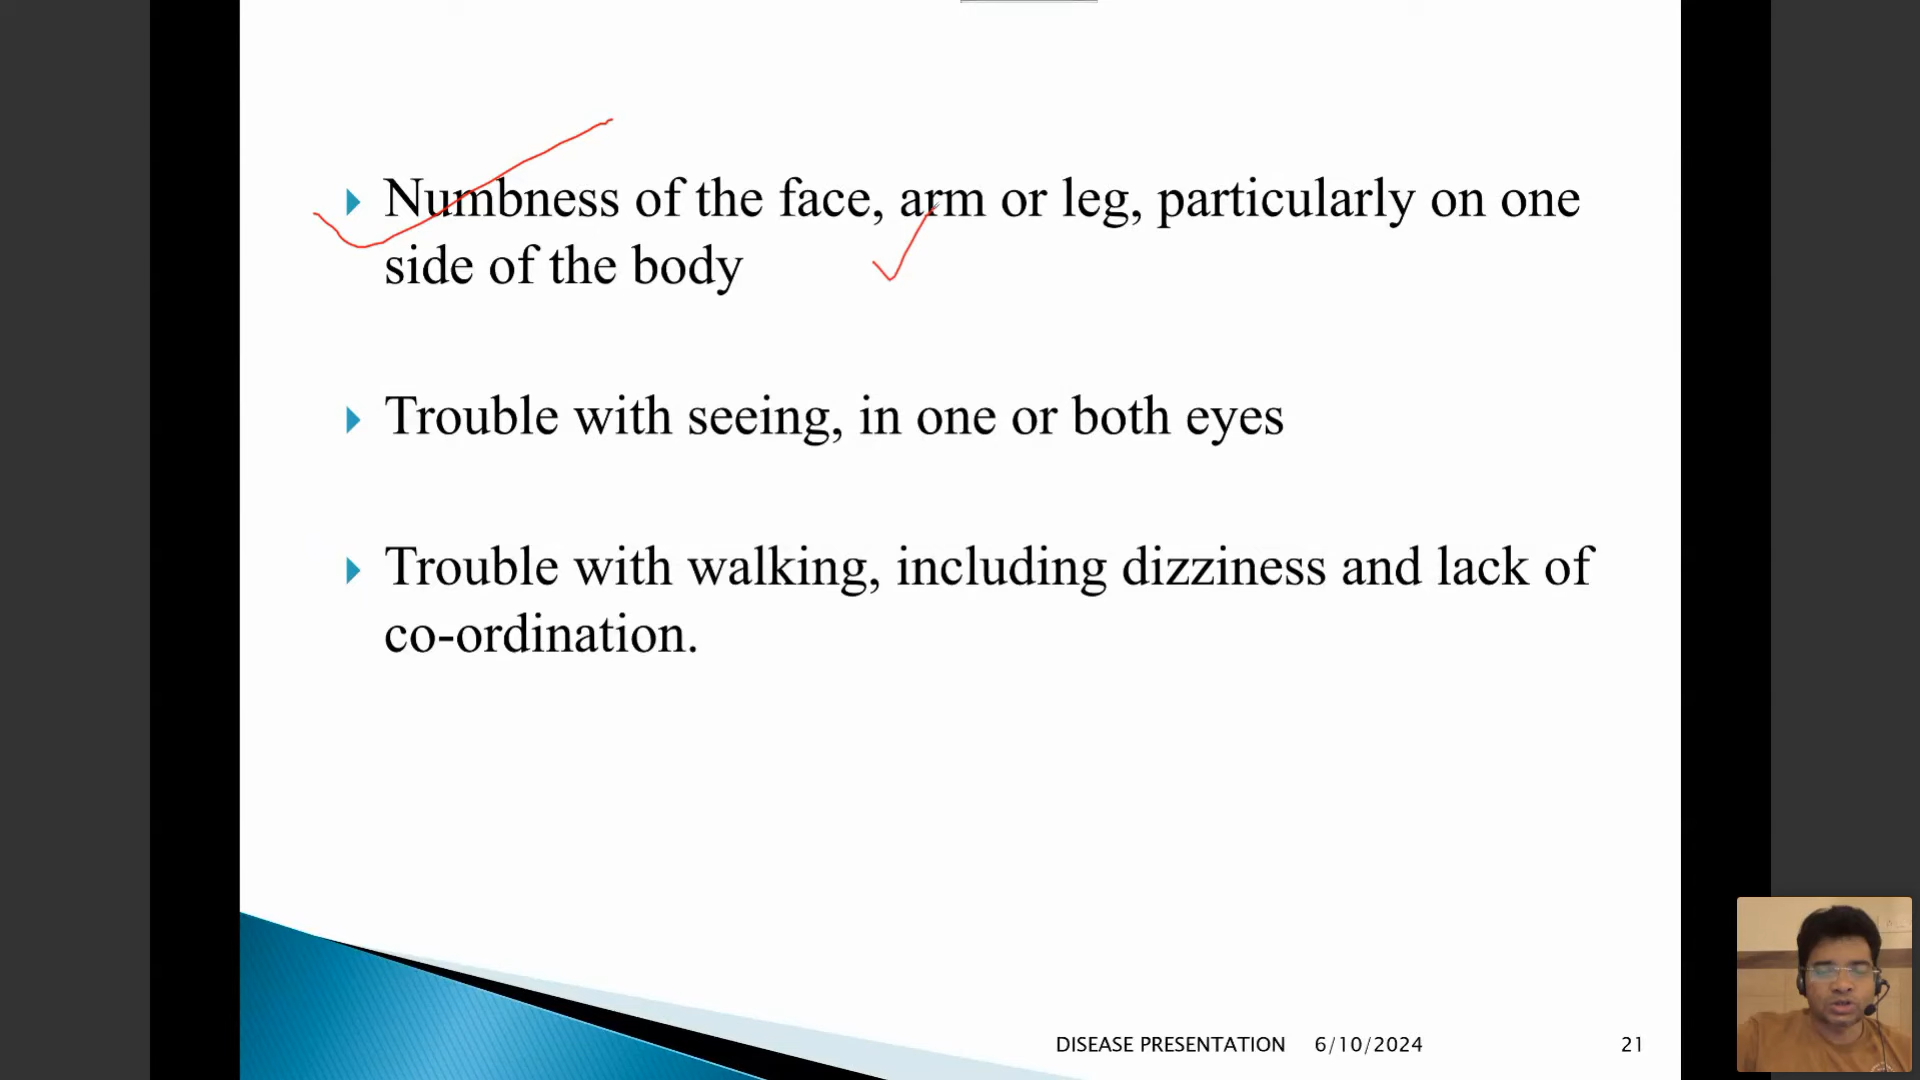 Numbness of the face, arm or leg, particularly on one
side of the body
Trouble with seeing, in one or both eyes
Trouble with walking, including dizziness and lack of
co-ordination.
DISEASE PRESENTATION 6/10/2024 21